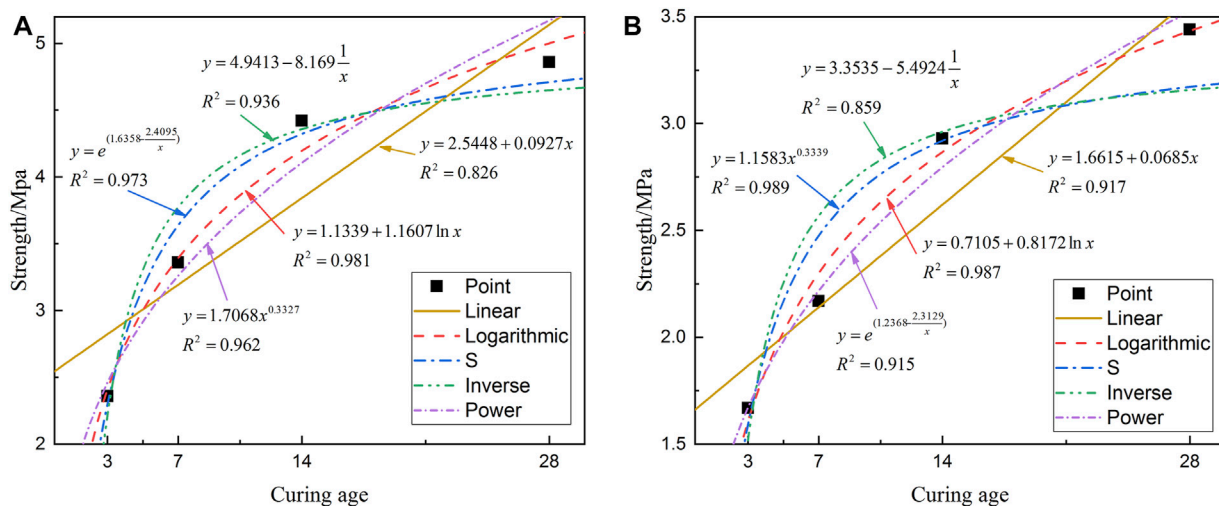 A
Strength/Mpa
5
4
3
2
3
7
14
28
Curing age
y = 4.9413 − 8.169 1/x
R² = 0.936
y = e^(1.6358 - 2.4095/x)
R² = 0.973
y = 2.5448 + 0.0927x
R² = 0.826
y = 1.1339 + 1.1607 ln x
R² = 0.981
y = 1.7068x^0.3327
R² = 0.962
Point
Linear
Logarithmic
S
Inverse
Power
B
Strength/MPa
3.5
3.0
2.5
2.0
1.5
3
7
14
28
Curing age
y = 3.3535 − 5.4924 1/x
R² = 0.859
y = 1.1583x^0.3339
R² = 0.989
y = 1.6615 + 0.0685x
R² = 0.917
y = 0.7105 + 0.8172 ln x
R² = 0.987
y = e^(1.2368 - 2.3129/x)
R² = 0.915
Point
Linear
Logarithmic
S
Inverse
Power